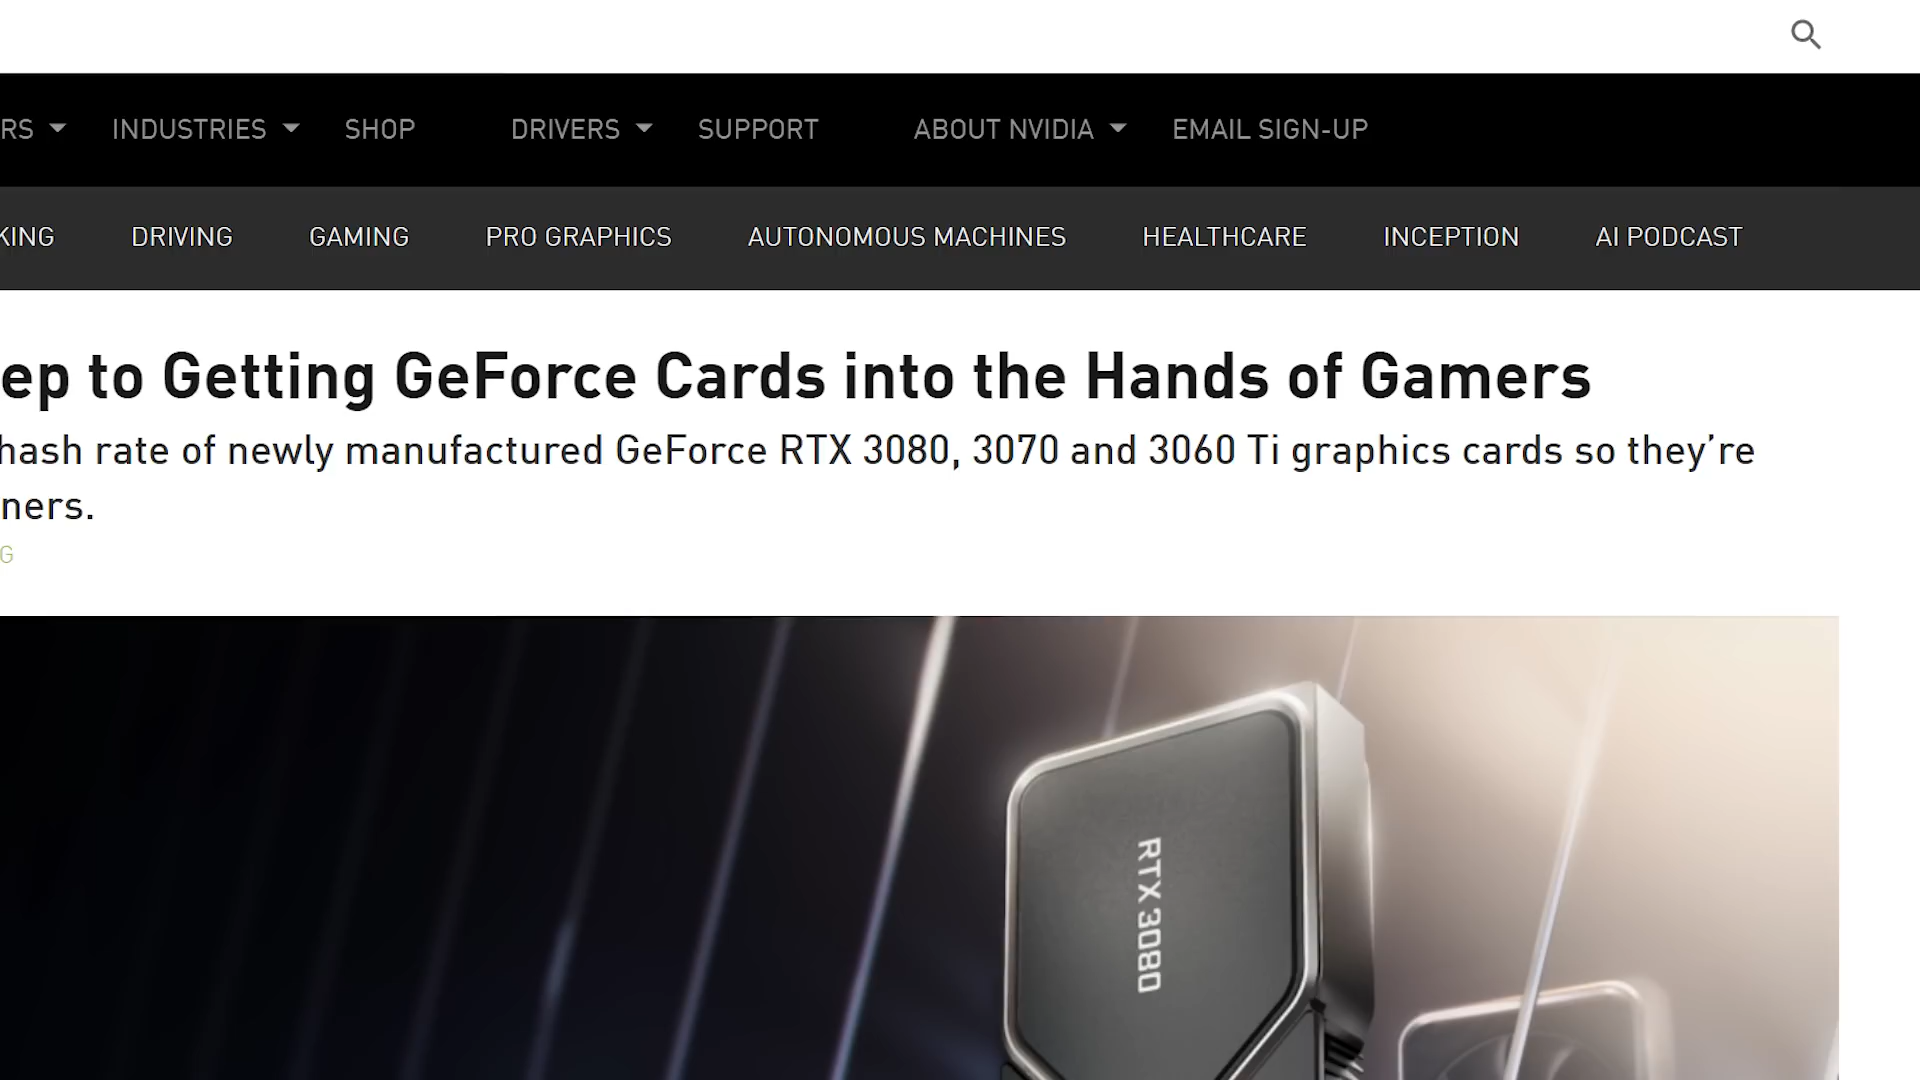 RS INDUSTRIES SHOP DRIVERS SUPPORT ABOUT NVIDIA EMAIL SIGN-UP
KING DRIVING GAMING PRO GRAPHICS AUTONOMOUS MACHINES HEALTHCARE INCEPTION AI PODCAST
ep to Getting GeForce Cards into the Hands of Gamers
hash rate of newly manufactured GeForce RTX 3080, 3070 and 3060 Ti graphics cards so they’re
ners.
G
RTX 3080